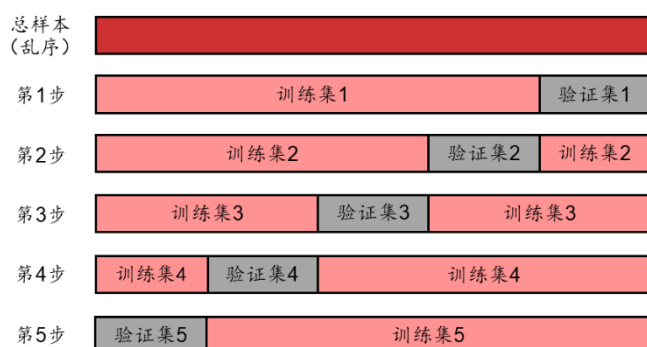 总样本
(乱序)
第1步
训练集1 验证集1
第2步
训练集2 验证集2 训练集2
第3步
训练集3 验证集3 训练集3
第4步
训练集4 验证集4 训练集4
第5步
验证集5 训练集5